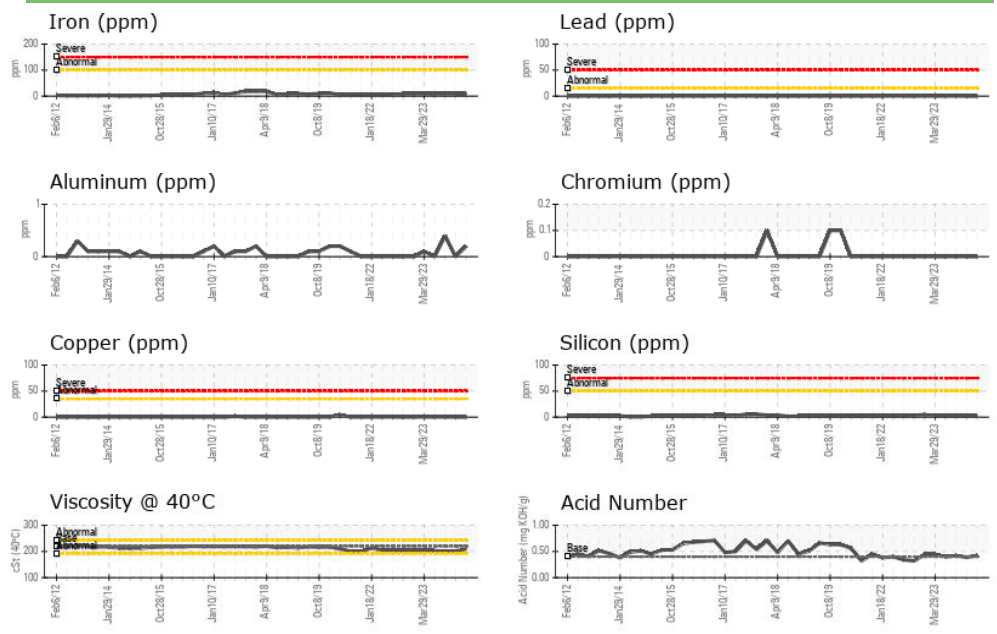 Iron (ppm)
200
100
0
ppm
Severe
Abnormal
Feb6/12
Jan29/14
Oct28/15
Jan10/17
Apr9/18
Oct8/19
Jan18/22
Mar29/23
Lead (ppm)
100
50
0
ppm
Severe
Abnormal
Feb6/12
Jan29/14
Oct28/15
Jan10/17
Apr9/18
Oct8/19
Jan18/22
Mar29/23
Aluminum (ppm)
1
0
ppm
Feb6/12
Jan29/14
Oct28/15
Jan10/17
Apr9/18
Oct8/19
Jan18/22
Mar29/23
Chromium (ppm)
0.2
0.1
0.0
ppm
Feb6/12
Jan29/14
Oct28/15
Jan10/17
Apr9/18
Oct8/19
Jan18/22
Mar29/23
Copper (ppm)
100
50
0
ppm
Severe
Abnormal
Feb6/12
Jan29/14
Oct28/15
Jan10/17
Apr9/18
Oct8/19
Jan18/22
Mar29/23
Silicon (ppm)
100
50
0
ppm
Severe
Abnormal
Feb6/12
Jan29/14
Oct28/15
Jan10/17
Apr9/18
Oct8/19
Jan18/22
Mar29/23
Viscosity @ 40°C
300
200
100
cSt (40°C)
Abnormal
Base
Abnormal
Feb6/12
Jan29/14
Oct28/15
Jan10/17
Apr9/18
Oct8/19
Jan18/22
Mar29/23
Acid Number
1.00
0.50
0.00
Acid Number (mg KOH/g)
Base
Feb6/12
Jan29/14
Oct28/15
Jan10/17
Apr9/18
Oct8/19
Jan18/22
Mar29/23